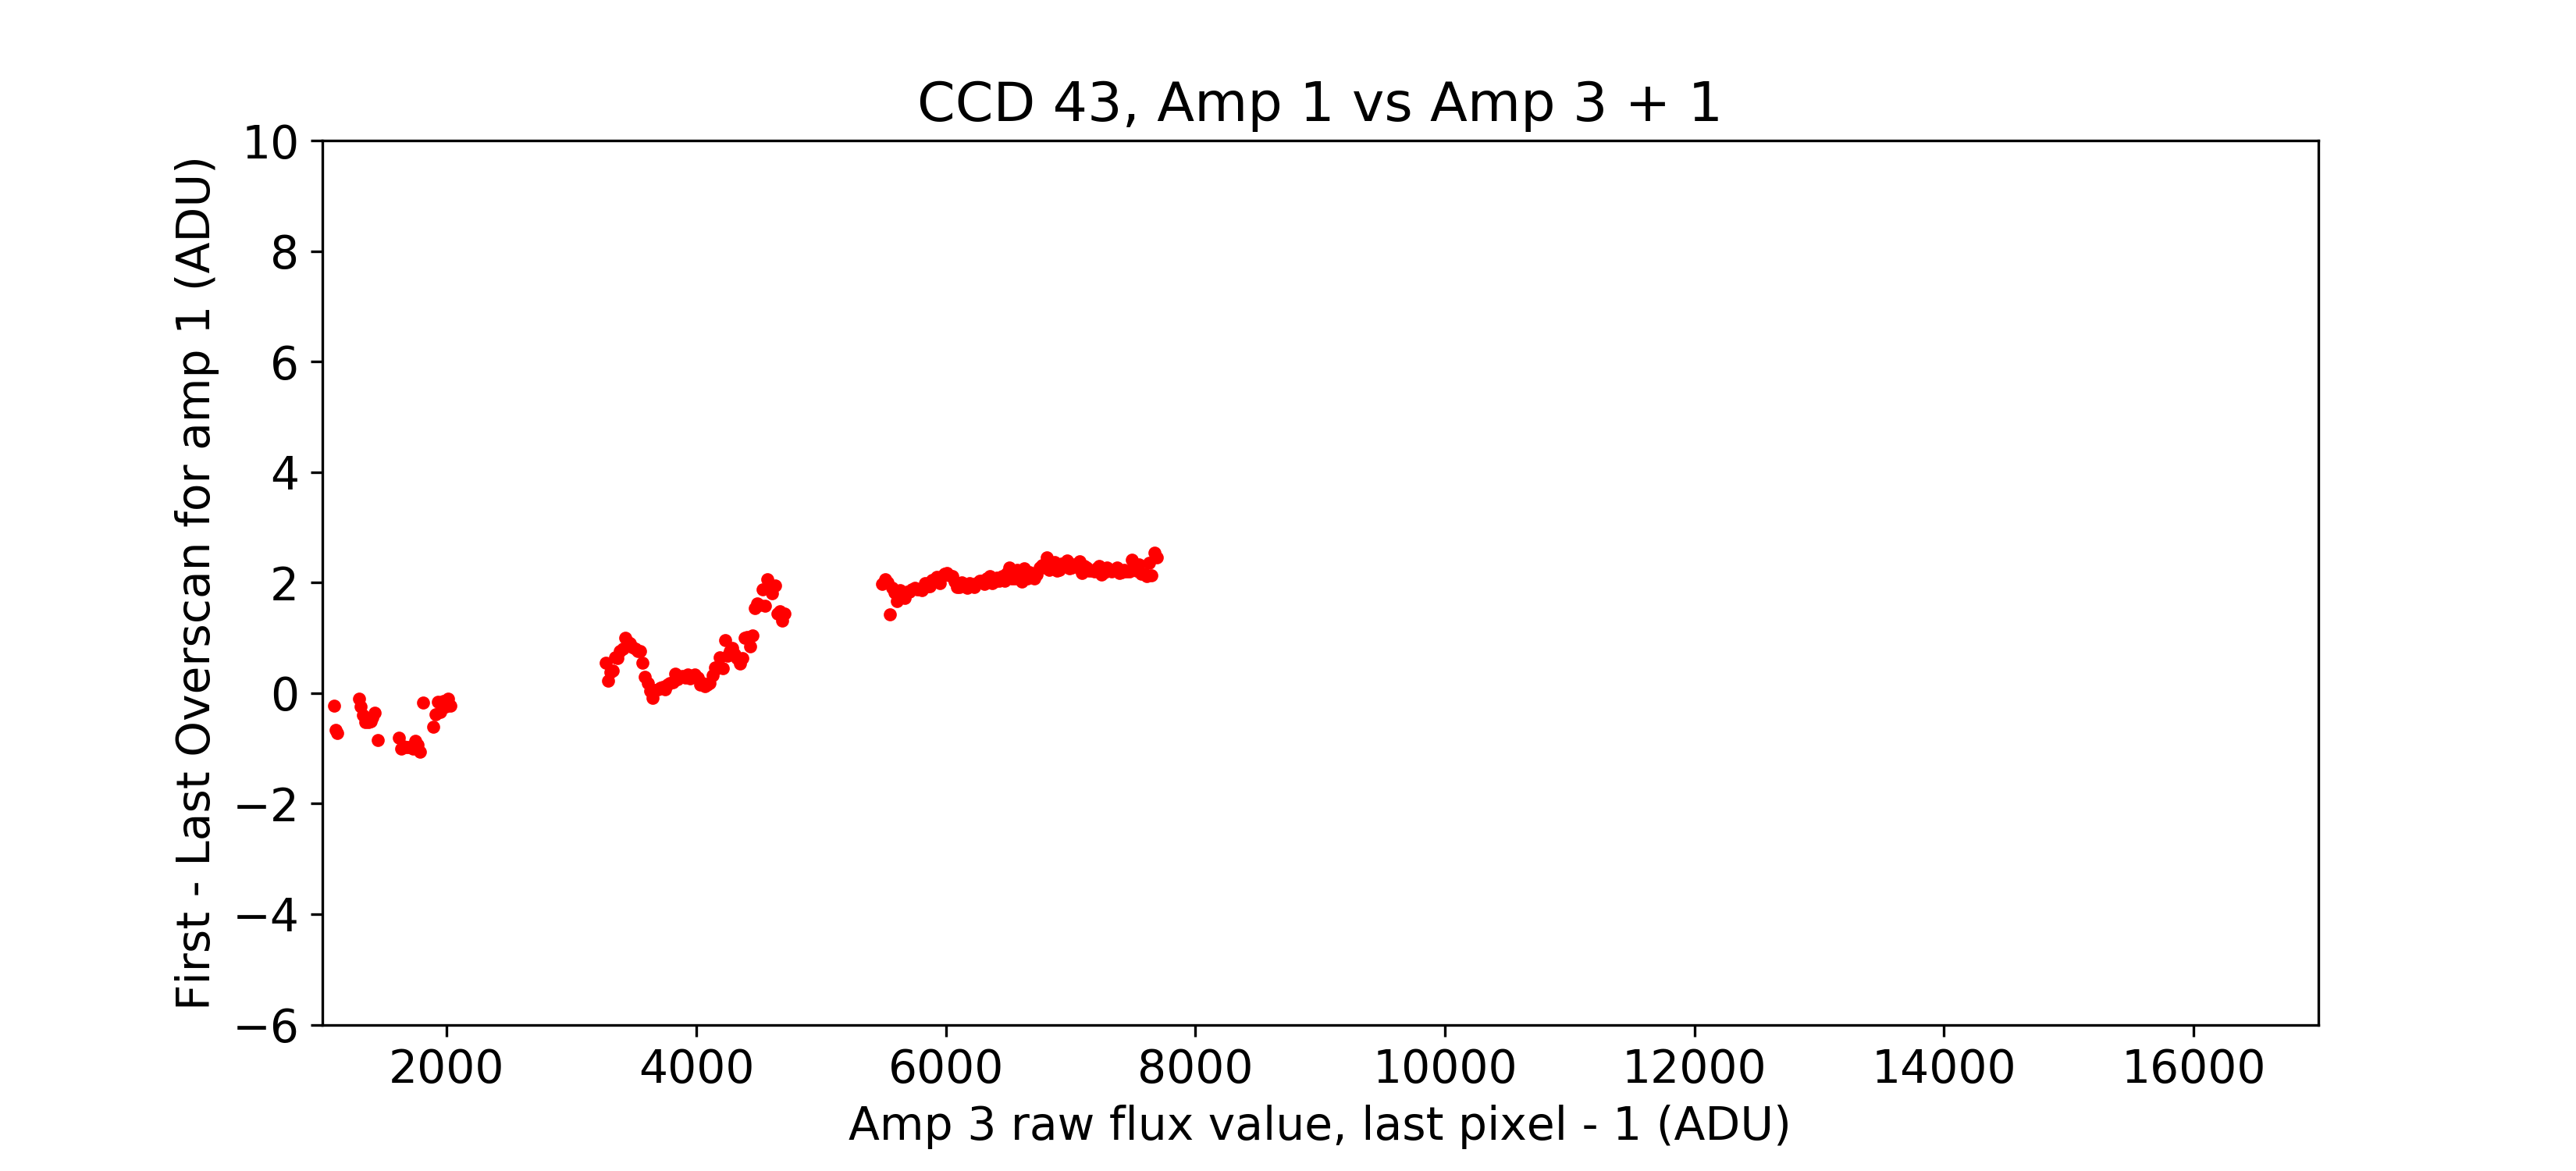 CCD 43, Amp 1 vs Amp 3 + 1
First - Last Overscan for amp 1 (ADU)
10
8
6
4
2
0
−2
−4
−6
2000 4000 6000 8000 10000 12000 14000 16000
Amp 3 raw flux value, last pixel - 1 (ADU)